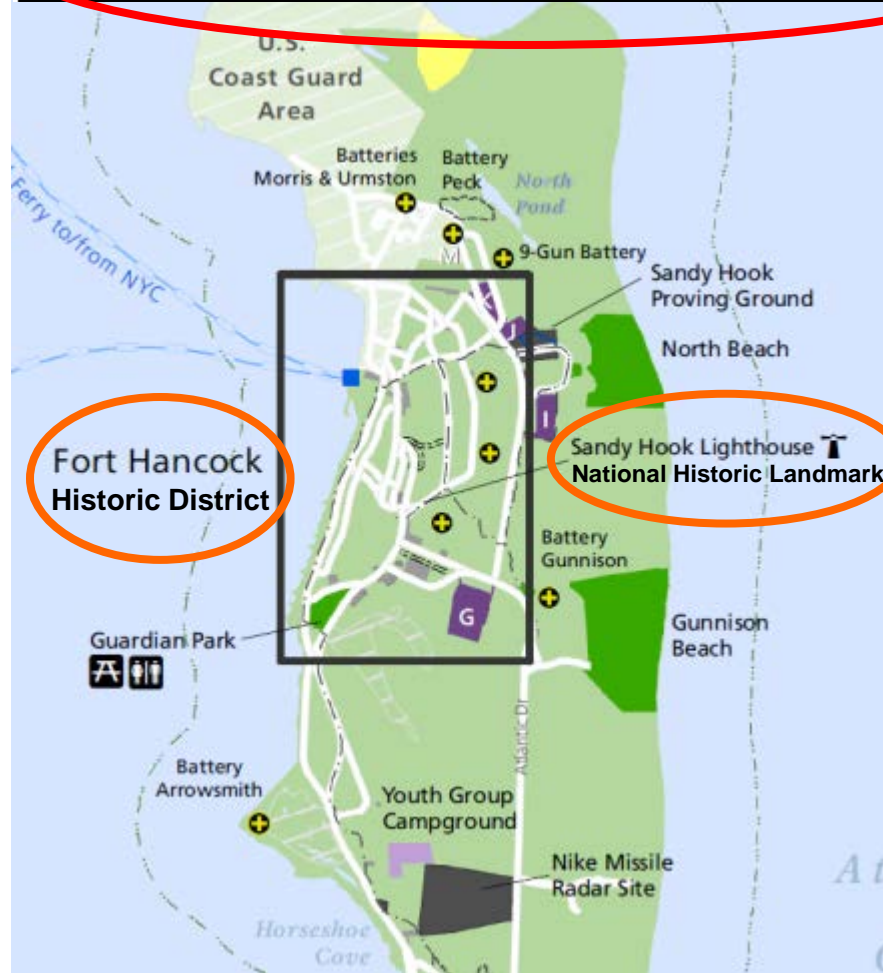 U.S.
Coast Guard
Area
Batteries
Morris & Urmston
Battery
Peck
North
Pond
Ferry to/from NYC
M
9-Gun Battery
Sandy Hook
Proving Ground
K
J
North Beach
I
Fort Hancock
Historic District
Sandy Hook Lighthouse
National Historic Landmark
Battery
Gunnison
G
Guardian Park
Gunnison
Beach
Atlantic Dr
Battery
Arrowsmith
Youth Group
Campground
Nike Missile
Radar Site
Horseshoe
Cove